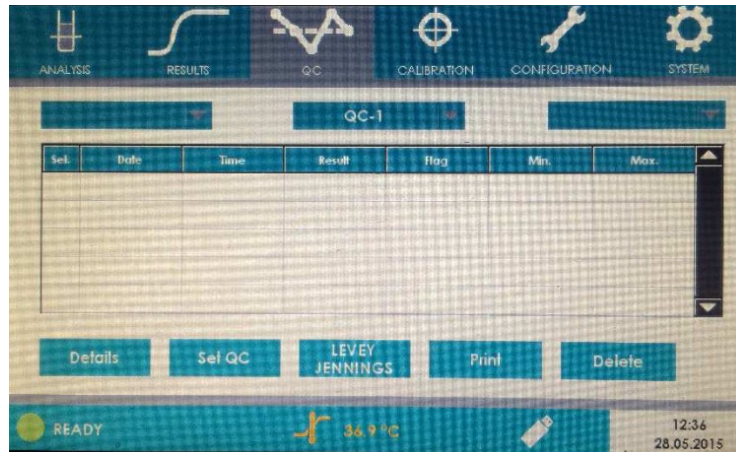 ANALYSIS RESULTS QC CALIBRATION CONFIGURATION SYSTEM
QC-1
Sel. Date Time Result Flag Min. Max.
Details Set QC LEVEY JENNINGS Print Delete
READY 36.9 °C 12:36
28.05.2015